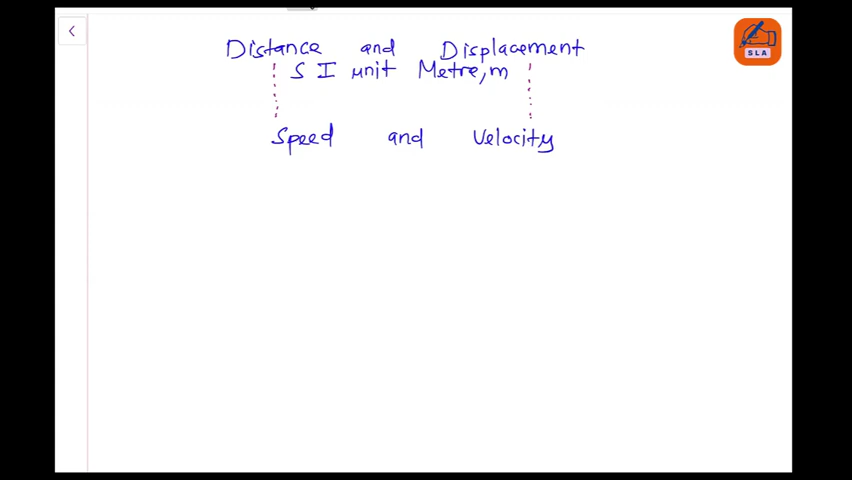 Distance and Displacement
S I unit Metre, m
Speed and Velocity
SLA